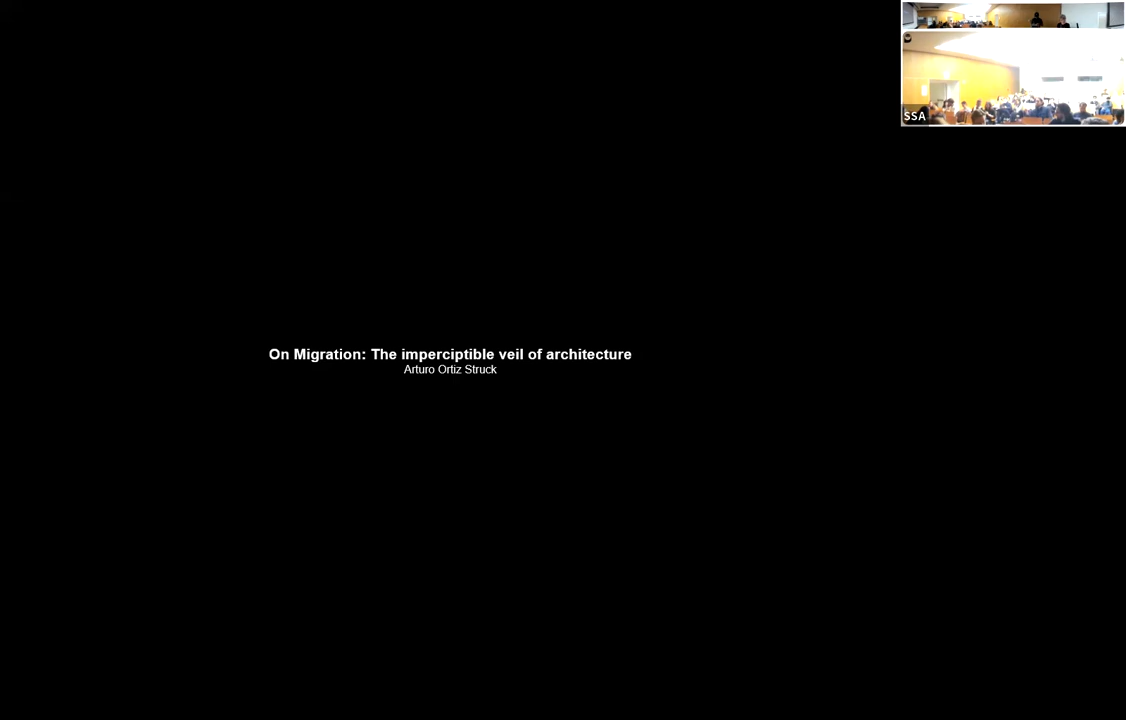 On Migration: The imperciptible veil of architecture
Arturo Ortiz Struck
SSA